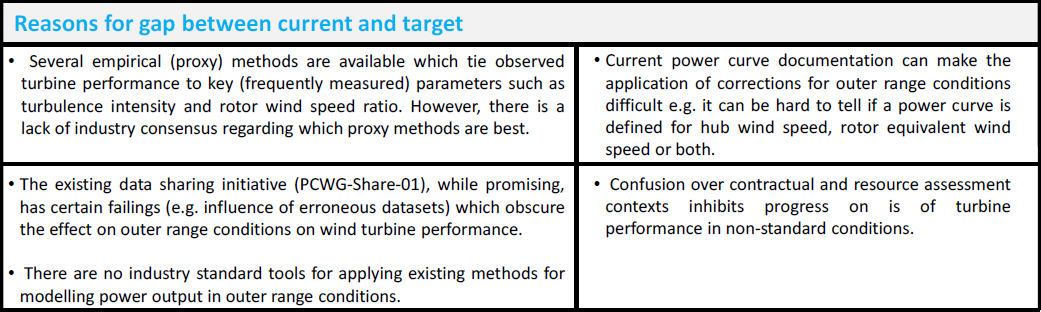 Reasons for gap between current and target
• Several empirical (proxy) methods are available which tie observed
turbine performance to key (frequently measured) parameters such as
turbulence intensity and rotor wind speed ratio. However, there is a
lack of industry consensus regarding which proxy methods are best.
• Current power curve documentation can make the
application of corrections for outer range conditions
difficult e.g. it can be hard to tell if a power curve is
defined for hub wind speed, rotor equivalent wind
speed or both.
• The existing data sharing initiative (PCWG-Share-01), while promising,
has certain failings (e.g. influence of erroneous datasets) which obscure
the effect on outer range conditions on wind turbine performance.
• There are no industry standard tools for applying existing methods for
modelling power output in outer range conditions.
• Confusion over contractual and resource assessment
contexts inhibits progress on is of turbine
performance in non-standard conditions.